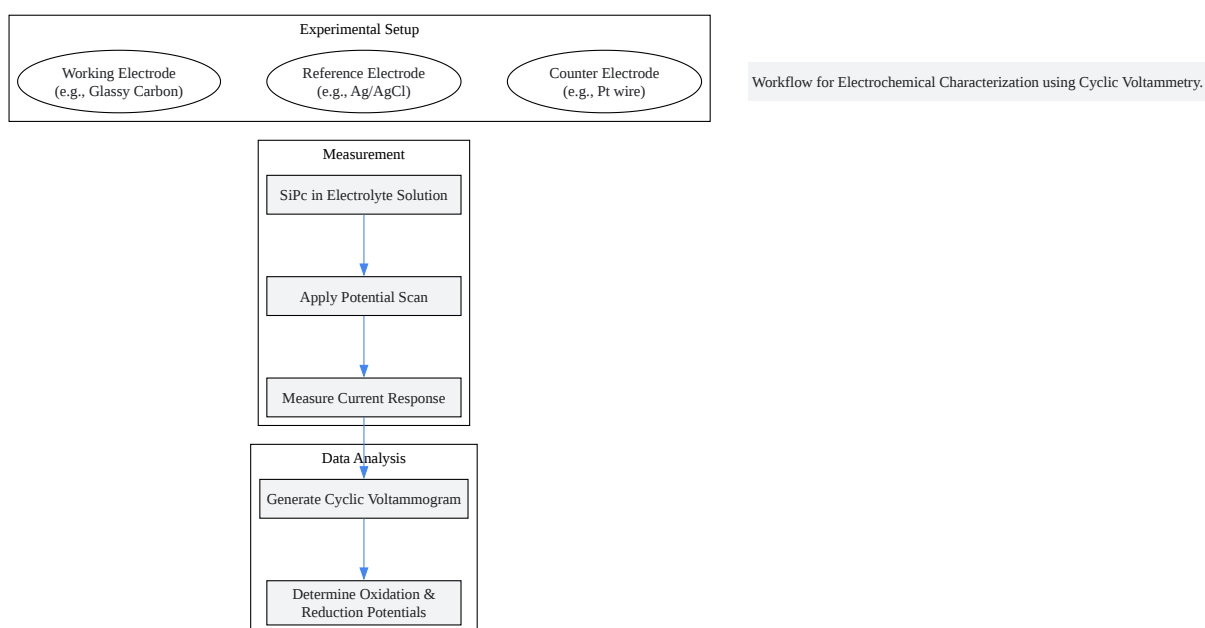 Experimental Setup
Working Electrode
(e.g., Glassy Carbon)
Reference Electrode
(e.g., Ag/AgCl)
Counter Electrode
(e.g., Pt wire)
Workflow for Electrochemical Characterization using Cyclic Voltammetry.
Measurement
SiPc in Electrolyte Solution
Apply Potential Scan
Measure Current Response
Data Analysis
Generate Cyclic Voltammogram
Determine Oxidation &
Reduction Potentials